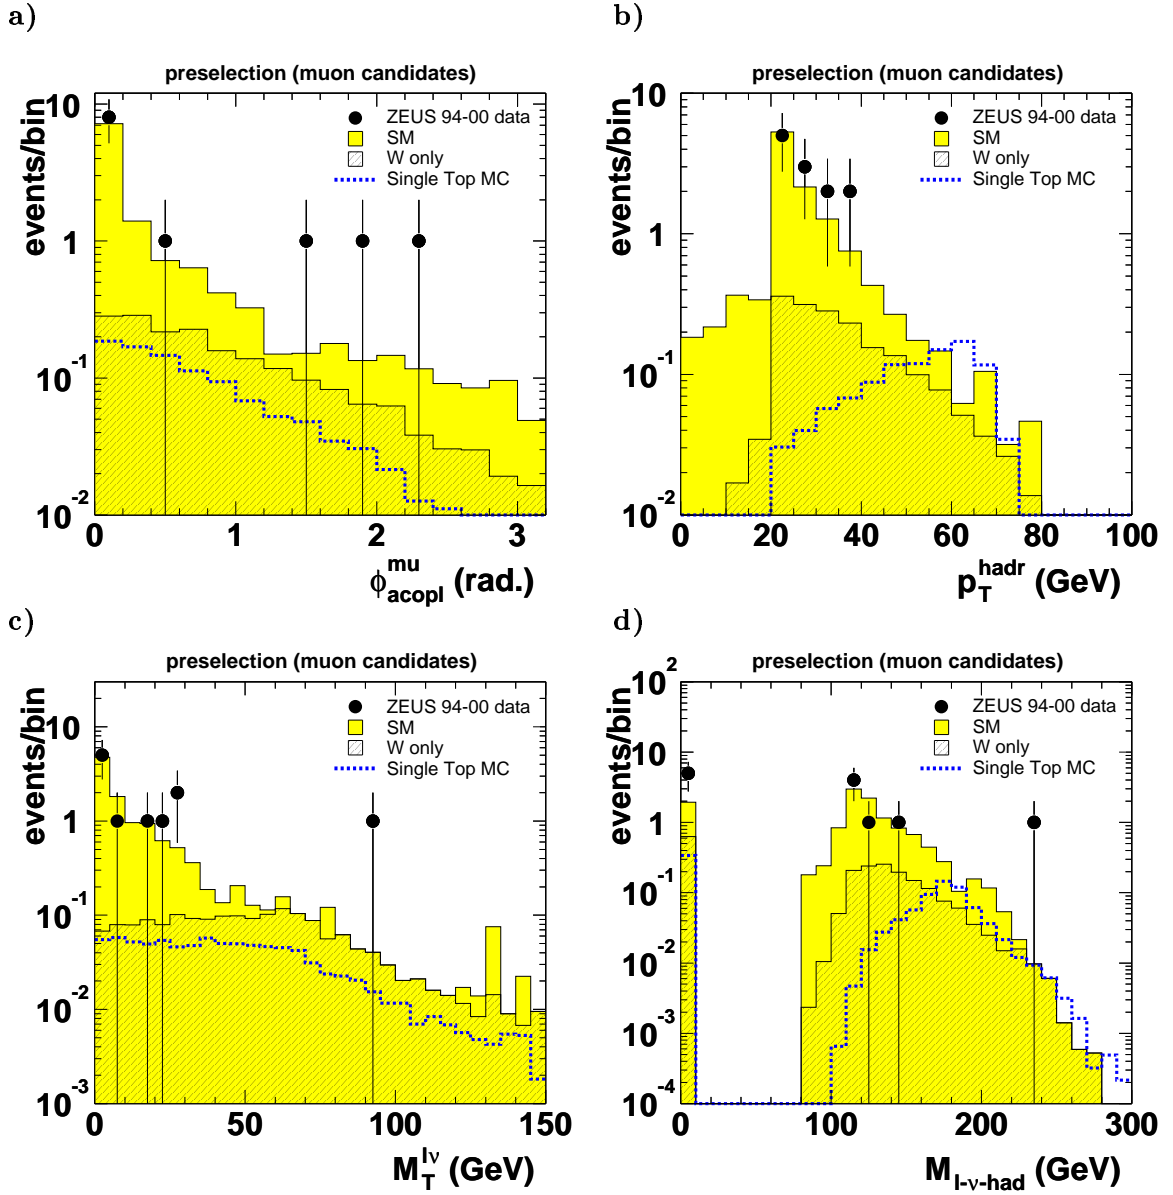 a)
preselection (muon candidates)
events/bin
10
1
10⁻¹
10⁻²
ZEUS 94-00 data
SM
W only
Single Top MC
0 1 2 3
ϕ^mu_acopl (rad.)
b)
preselection (muon candidates)
events/bin
10
1
10⁻¹
10⁻²
ZEUS 94-00 data
SM
W only
Single Top MC
0 20 40 60 80 100
p_T^hadr (GeV)
c)
preselection (muon candidates)
events/bin
10
1
10⁻¹
10⁻²
10⁻³
ZEUS 94-00 data
SM
W only
Single Top MC
0 50 100 150
M_T^lν (GeV)
d)
preselection (muon candidates)
events/bin
10²
10
1
10⁻¹
10⁻²
10⁻³
10⁻⁴
ZEUS 94-00 data
SM
W only
Single Top MC
0 100 200 300
M_l-ν-had (GeV)